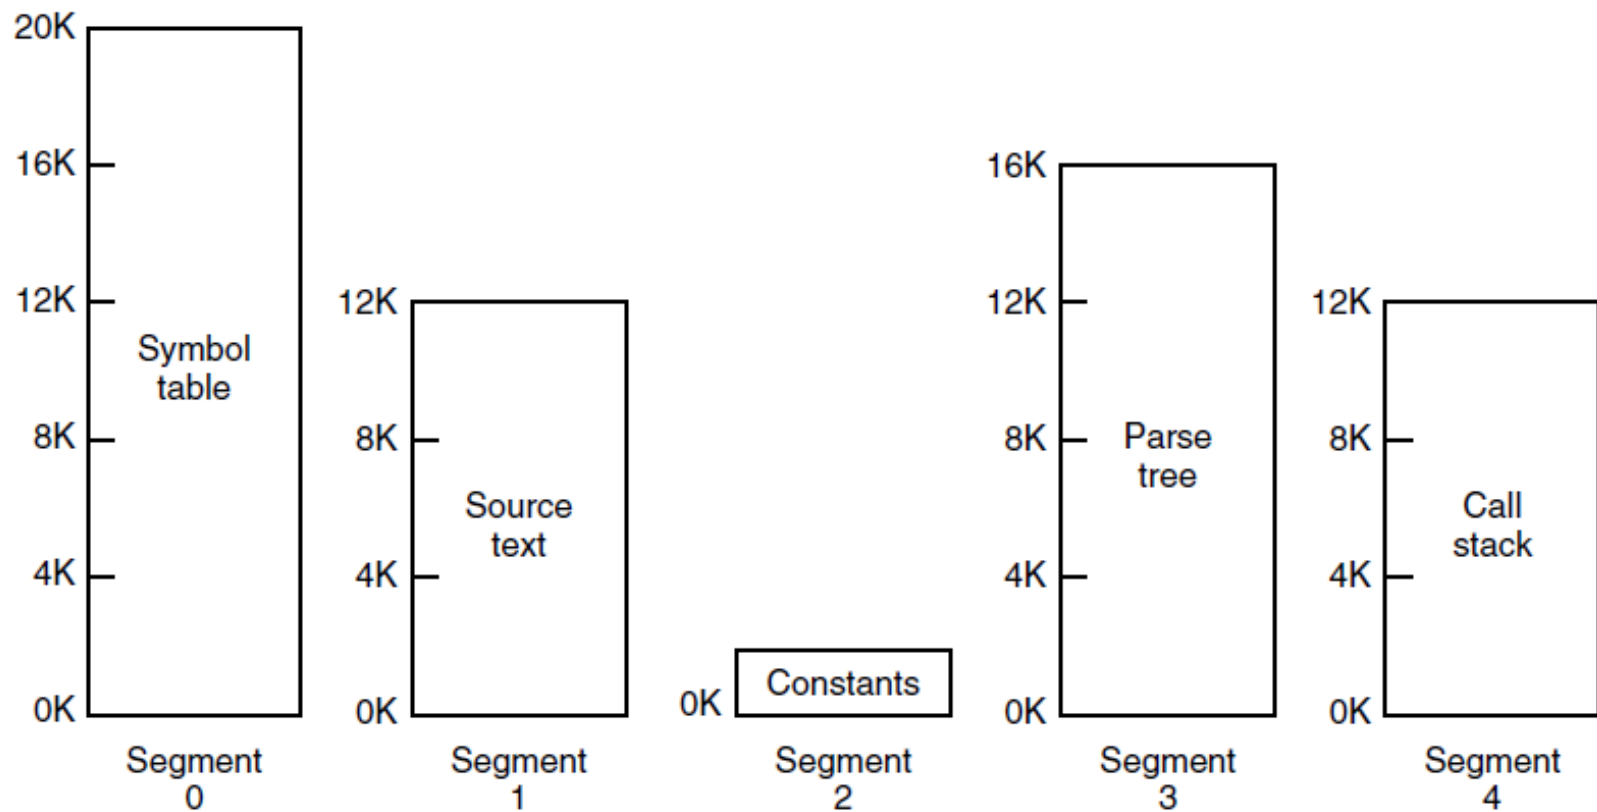 20K
16K
12K
8K
4K
0K
Symbol
table
Segment
0
12K
8K
4K
0K
Source
text
Segment
1
0K
Constants
Segment
2
16K
12K
8K
4K
0K
Parse
tree
Segment
3
12K
8K
4K
0K
Call
stack
Segment
4